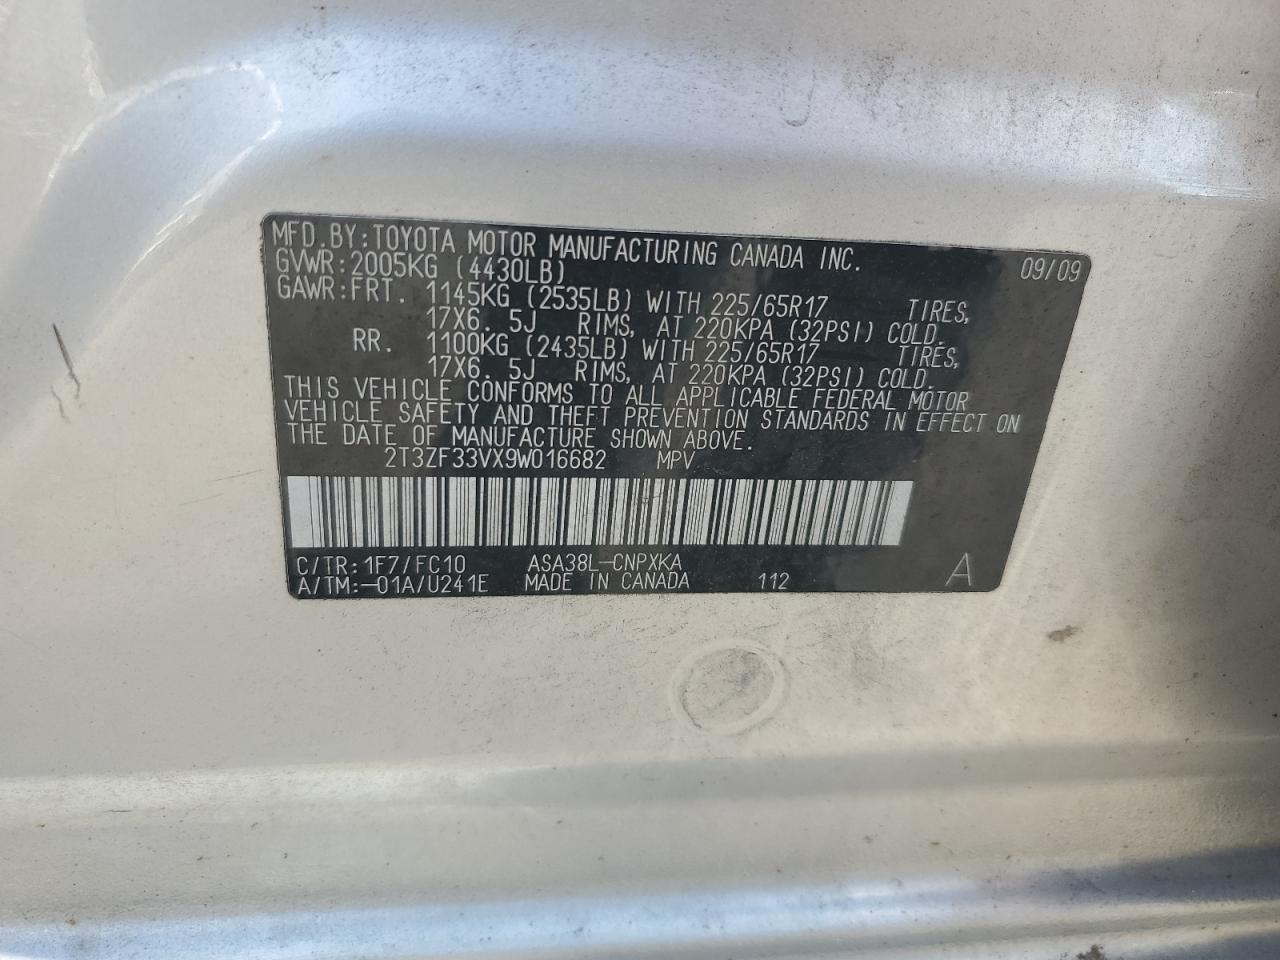 MFD.BY:TOYOTA MOTOR MANUFACTURING CANADA INC. 09/09
GVWR:2005KG (4430LB)
GAWR:FRT. 1145KG (2535LB) WITH 225/65R17 TIRES,
17X6. 5J RIMS, AT 220KPA (32PSI) COLD.
RR. 1100KG (2435LB) WITH 225/65R17 TIRES,
17X6. 5J RIMS, AT 220KPA (32PSI) COLD.
THIS VEHICLE CONFORMS TO ALL APPLICABLE FEDERAL MOTOR
VEHICLE SAFETY AND THEFT PREVENTION STANDARDS IN EFFECT ON
THE DATE OF MANUFACTURE SHOWN ABOVE.
2T3ZF33VX9W016682 MPV
C/TR:1F7/FC10 ASA38L-CNPXKA
A/TM:-01A/U241E MADE IN CANADA 112 A